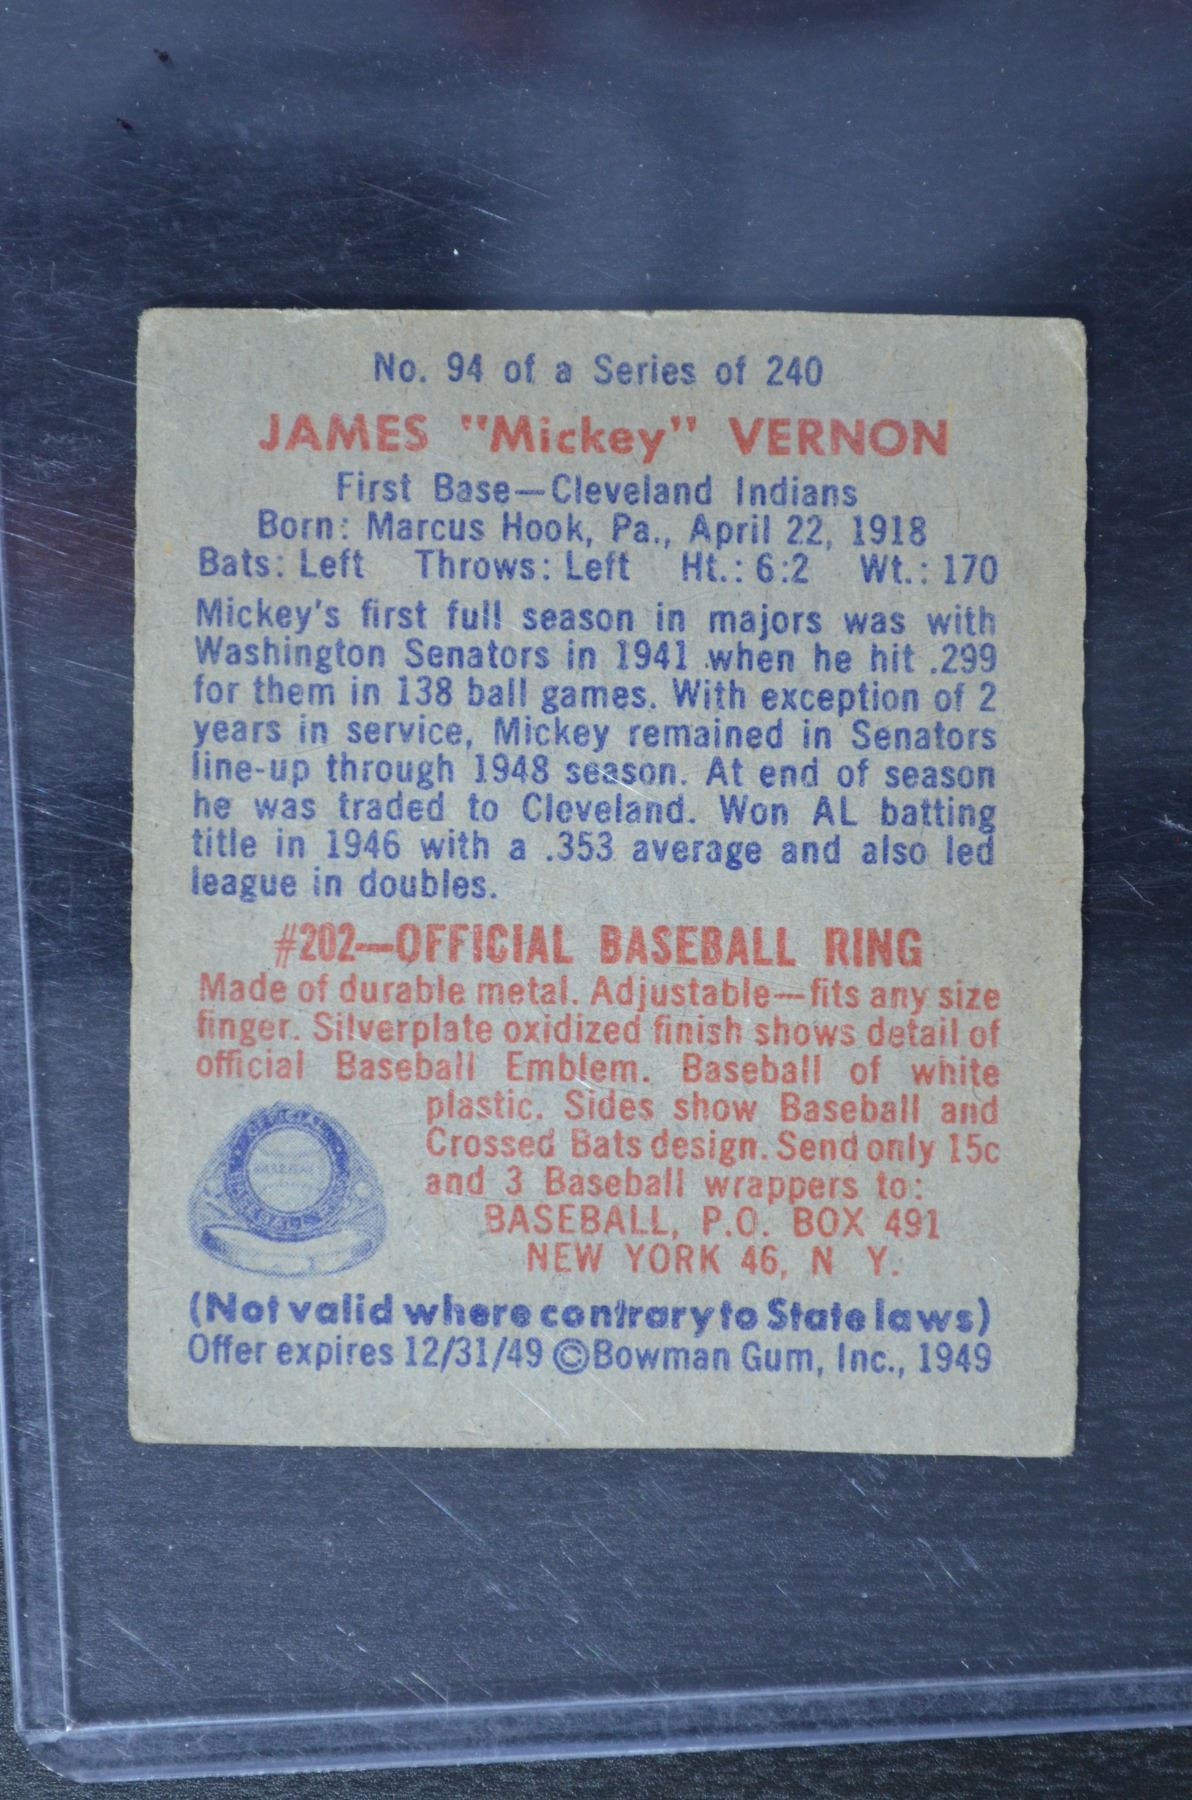 No. 94 of a Series of 240
JAMES "Mickey" VERNON
First Base—Cleveland Indians
Born: Marcus Hook, Pa., April 22, 1918
Bats: Left Throws: Left Ht.: 6:2 Wt.: 170
Mickey's first full season in majors was with
Washington Senators in 1941 when he hit .299
for them in 138 ball games. With exception of 2
years in service, Mickey remained in Senators
line-up through 1948 season. At end of season
he was traded to Cleveland. Won AL batting
title in 1946 with a .353 average and also led
league in doubles.
#202—OFFICIAL BASEBALL RING
Made of durable metal. Adjustable—fits any size
finger. Silverplate oxidized finish shows detail of
official Baseball Emblem. Baseball of white
plastic. Sides show Baseball and
Crossed Bats design. Send only 15c
and 3 Baseball wrappers to:
BASEBALL, P.O. BOX 491
NEW YORK 46, N Y.
(Not valid where contrary to State laws)
Offer expires 12/31/49 ©Bowman Gum, Inc., 1949